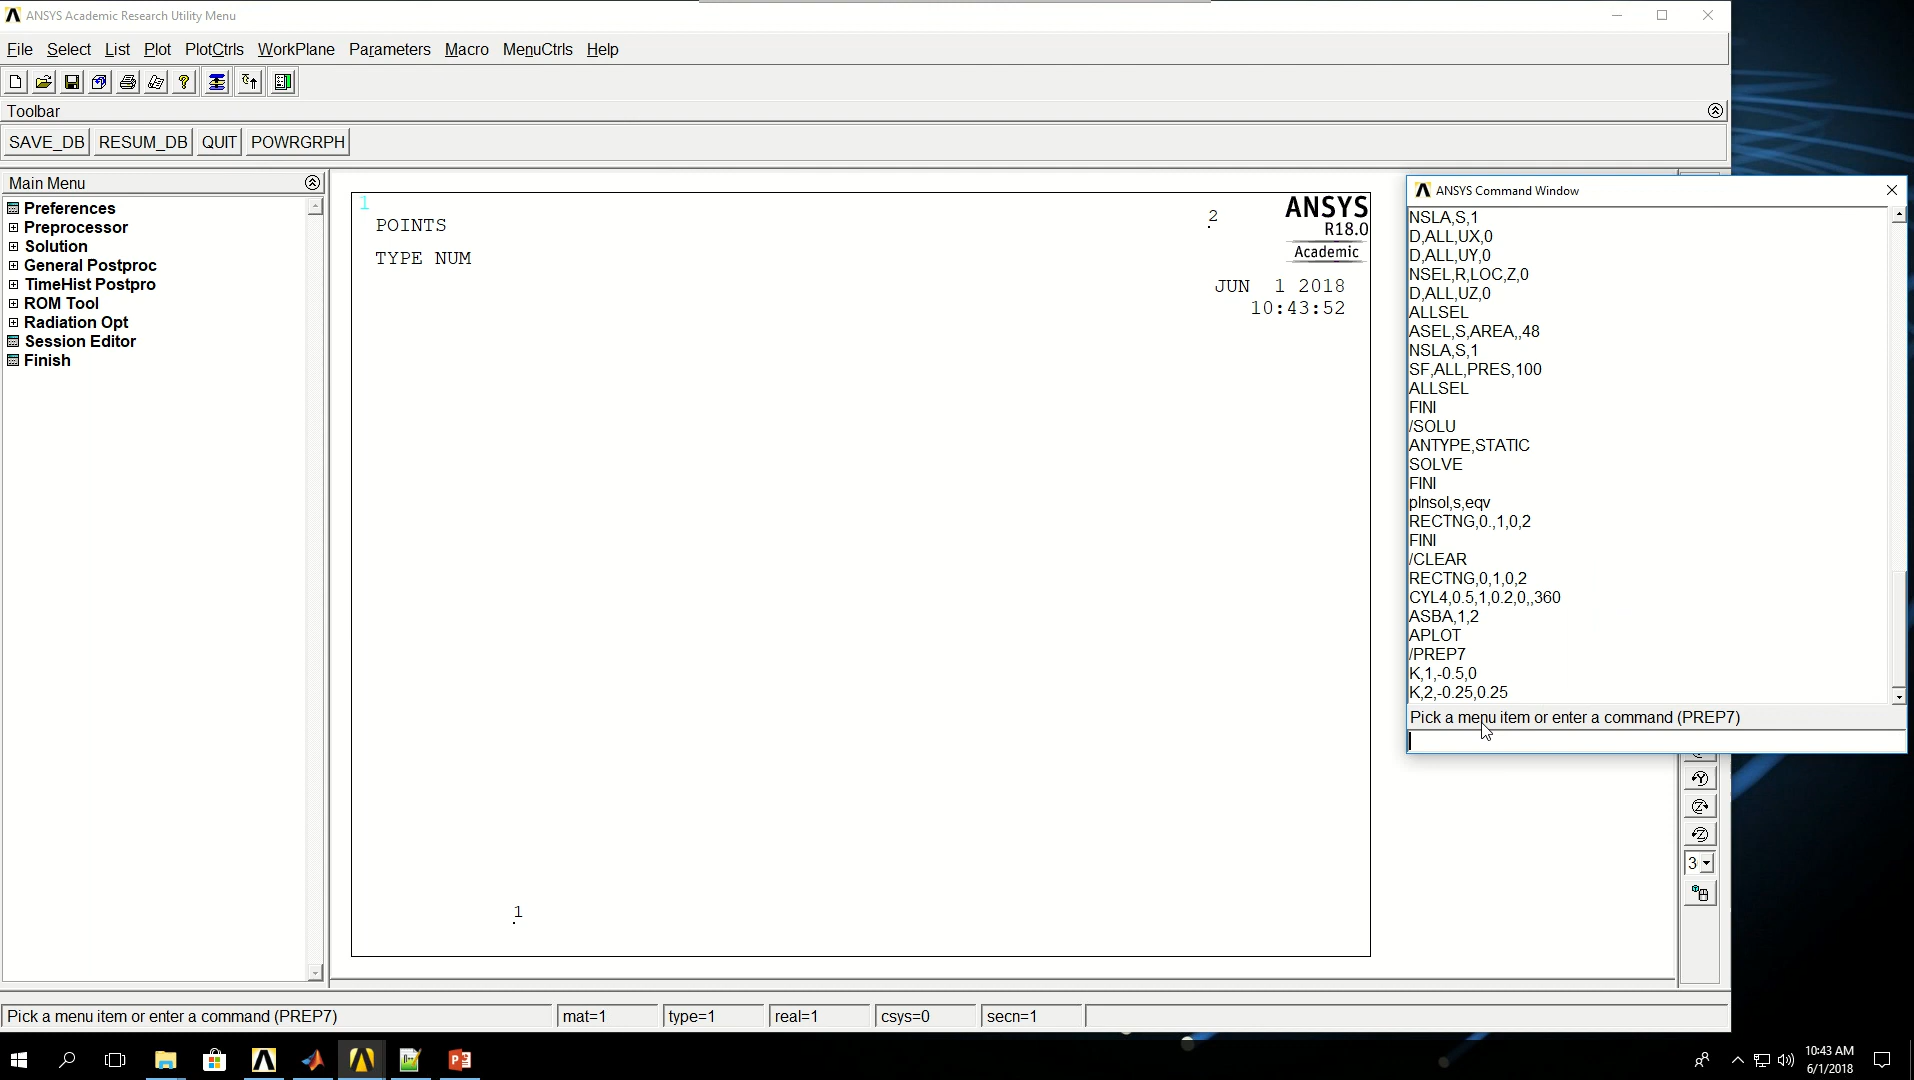 ANSYS Academic Research Utility Menu
File Select List Plot PlotCtrls WorkPlane Parameters Macro MenuCtrls Help
Toolbar
SAVE_DB RESUM_DB QUIT POWRGRPH
Main Menu
Preferences
Preprocessor
Solution
General Postproc
TimeHist Postpro
ROM Tool
Radiation Opt
Session Editor
Finish
1
POINTS
TYPE NUM
2
ANSYS
R18.0
Academic
JUN 1 2018
10:43:52
1
ANSYS Command Window
NSLA,S,1
D,ALL,UX,0
D,ALL,UY,0
NSEL,R,LOC,Z,0
D,ALL,UZ,0
ALLSEL
ASEL,S,AREA,,48
NSLA,S,1
SF,ALL,PRES,100
ALLSEL
FINI
/SOLU
ANTYPE,STATIC
SOLVE
FINI
plnsol,s,eqv
RECTNG,0.,1,0,2
FINI
/CLEAR
RECTNG,0,1,0,2
CYL4,0.5,1,0.2,0,,360
ASBA,1,2
APLOT
/PREP7
K,1,-0.5,0
K,2,-0.25,0.25
Pick a menu item or enter a command (PREP7)
3
Pick a menu item or enter a command (PREP7) mat=1 type=1 real=1 csys=0 secn=1
10:43 AM
6/1/2018